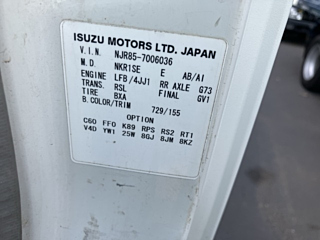 ISUZU MOTORS LTD. JAPAN
V.I.N. NJR85-7006036
M.D. NKR1SE E AB/A1
ENGINE LFB/4JJ1 RR AXLE G73
TRANS. RSL FINAL GV1
TIRE BXA
B.COLOR/TRIM 729/155
OPTION
C60 FF0 K89 RPS RS2 RT1
V4D YW1 25W 8GJ 8JM 8KZ